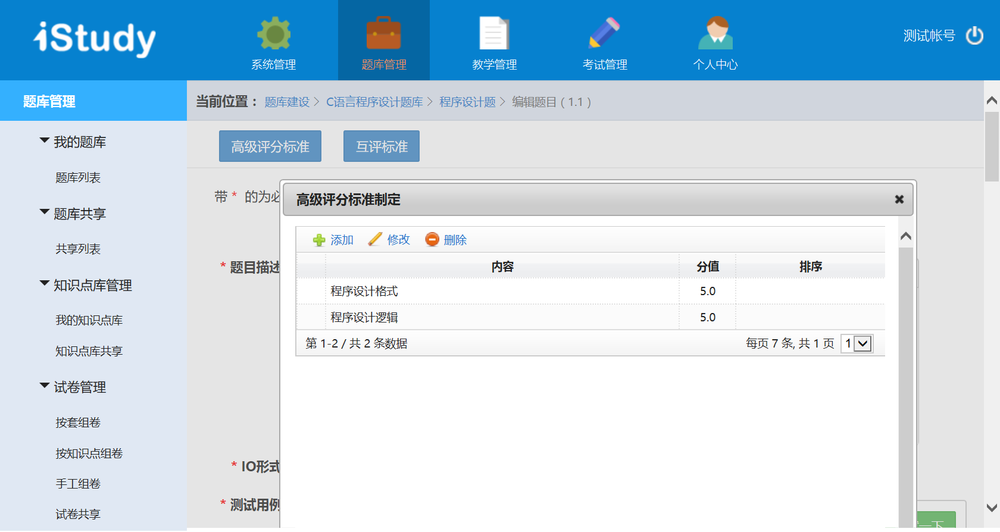 iStudy
系统管理
题库管理
教学管理
考试管理
个人中心
测试帐号
题库管理
我的题库
题库列表
题库共享
共享列表
知识点库管理
我的知识点库
知识点库共享
试卷管理
按套组卷
按知识点组卷
手工组卷
试卷共享
当前位置： 题库建设 > C语言程序设计题库 > 程序设计题 > 编辑题目 ( 1.1 )
高级评分标准 互评标准
带 * 的为必
* 题目描述
* IO形式
* 测试用例
高级评分标准制定
添加 修改 删除
内容 分值 排序
程序设计格式 5.0
程序设计逻辑 5.0
第 1-2 / 共 2 条数据 每页 7 条, 共 1 页 1
一下